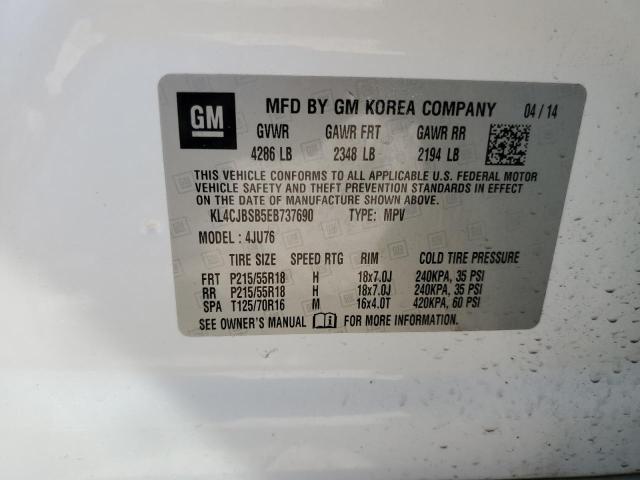 GM MFD BY GM KOREA COMPANY 04 / 14
GVWR GAWR FRT GAWR RR
4286 LB 2348 LB 2194 LB
THIS VEHICLE CONFORMS TO ALL APPLICABLE U.S. FEDERAL MOTOR
VEHICLE SAFETY AND THEFT PREVENTION STANDARDS IN EFFECT
ON THE DATE OF MANUFACTURE SHOWN ABOVE.
KL4CJBSB5EB737690 TYPE: MPV
MODEL : 4JU76
TIRE SIZE SPEED RTG RIM COLD TIRE PRESSURE
FRT P215/55R18 H 18x7.0J 240KPA, 35 PSI
RR P215/55R18 H 18x7.0J 240KPA, 35 PSI
SPA T125/70R16 M 16x4.0T 420KPA, 60 PSI
SEE OWNER'S MANUAL FOR MORE INFORMATION.